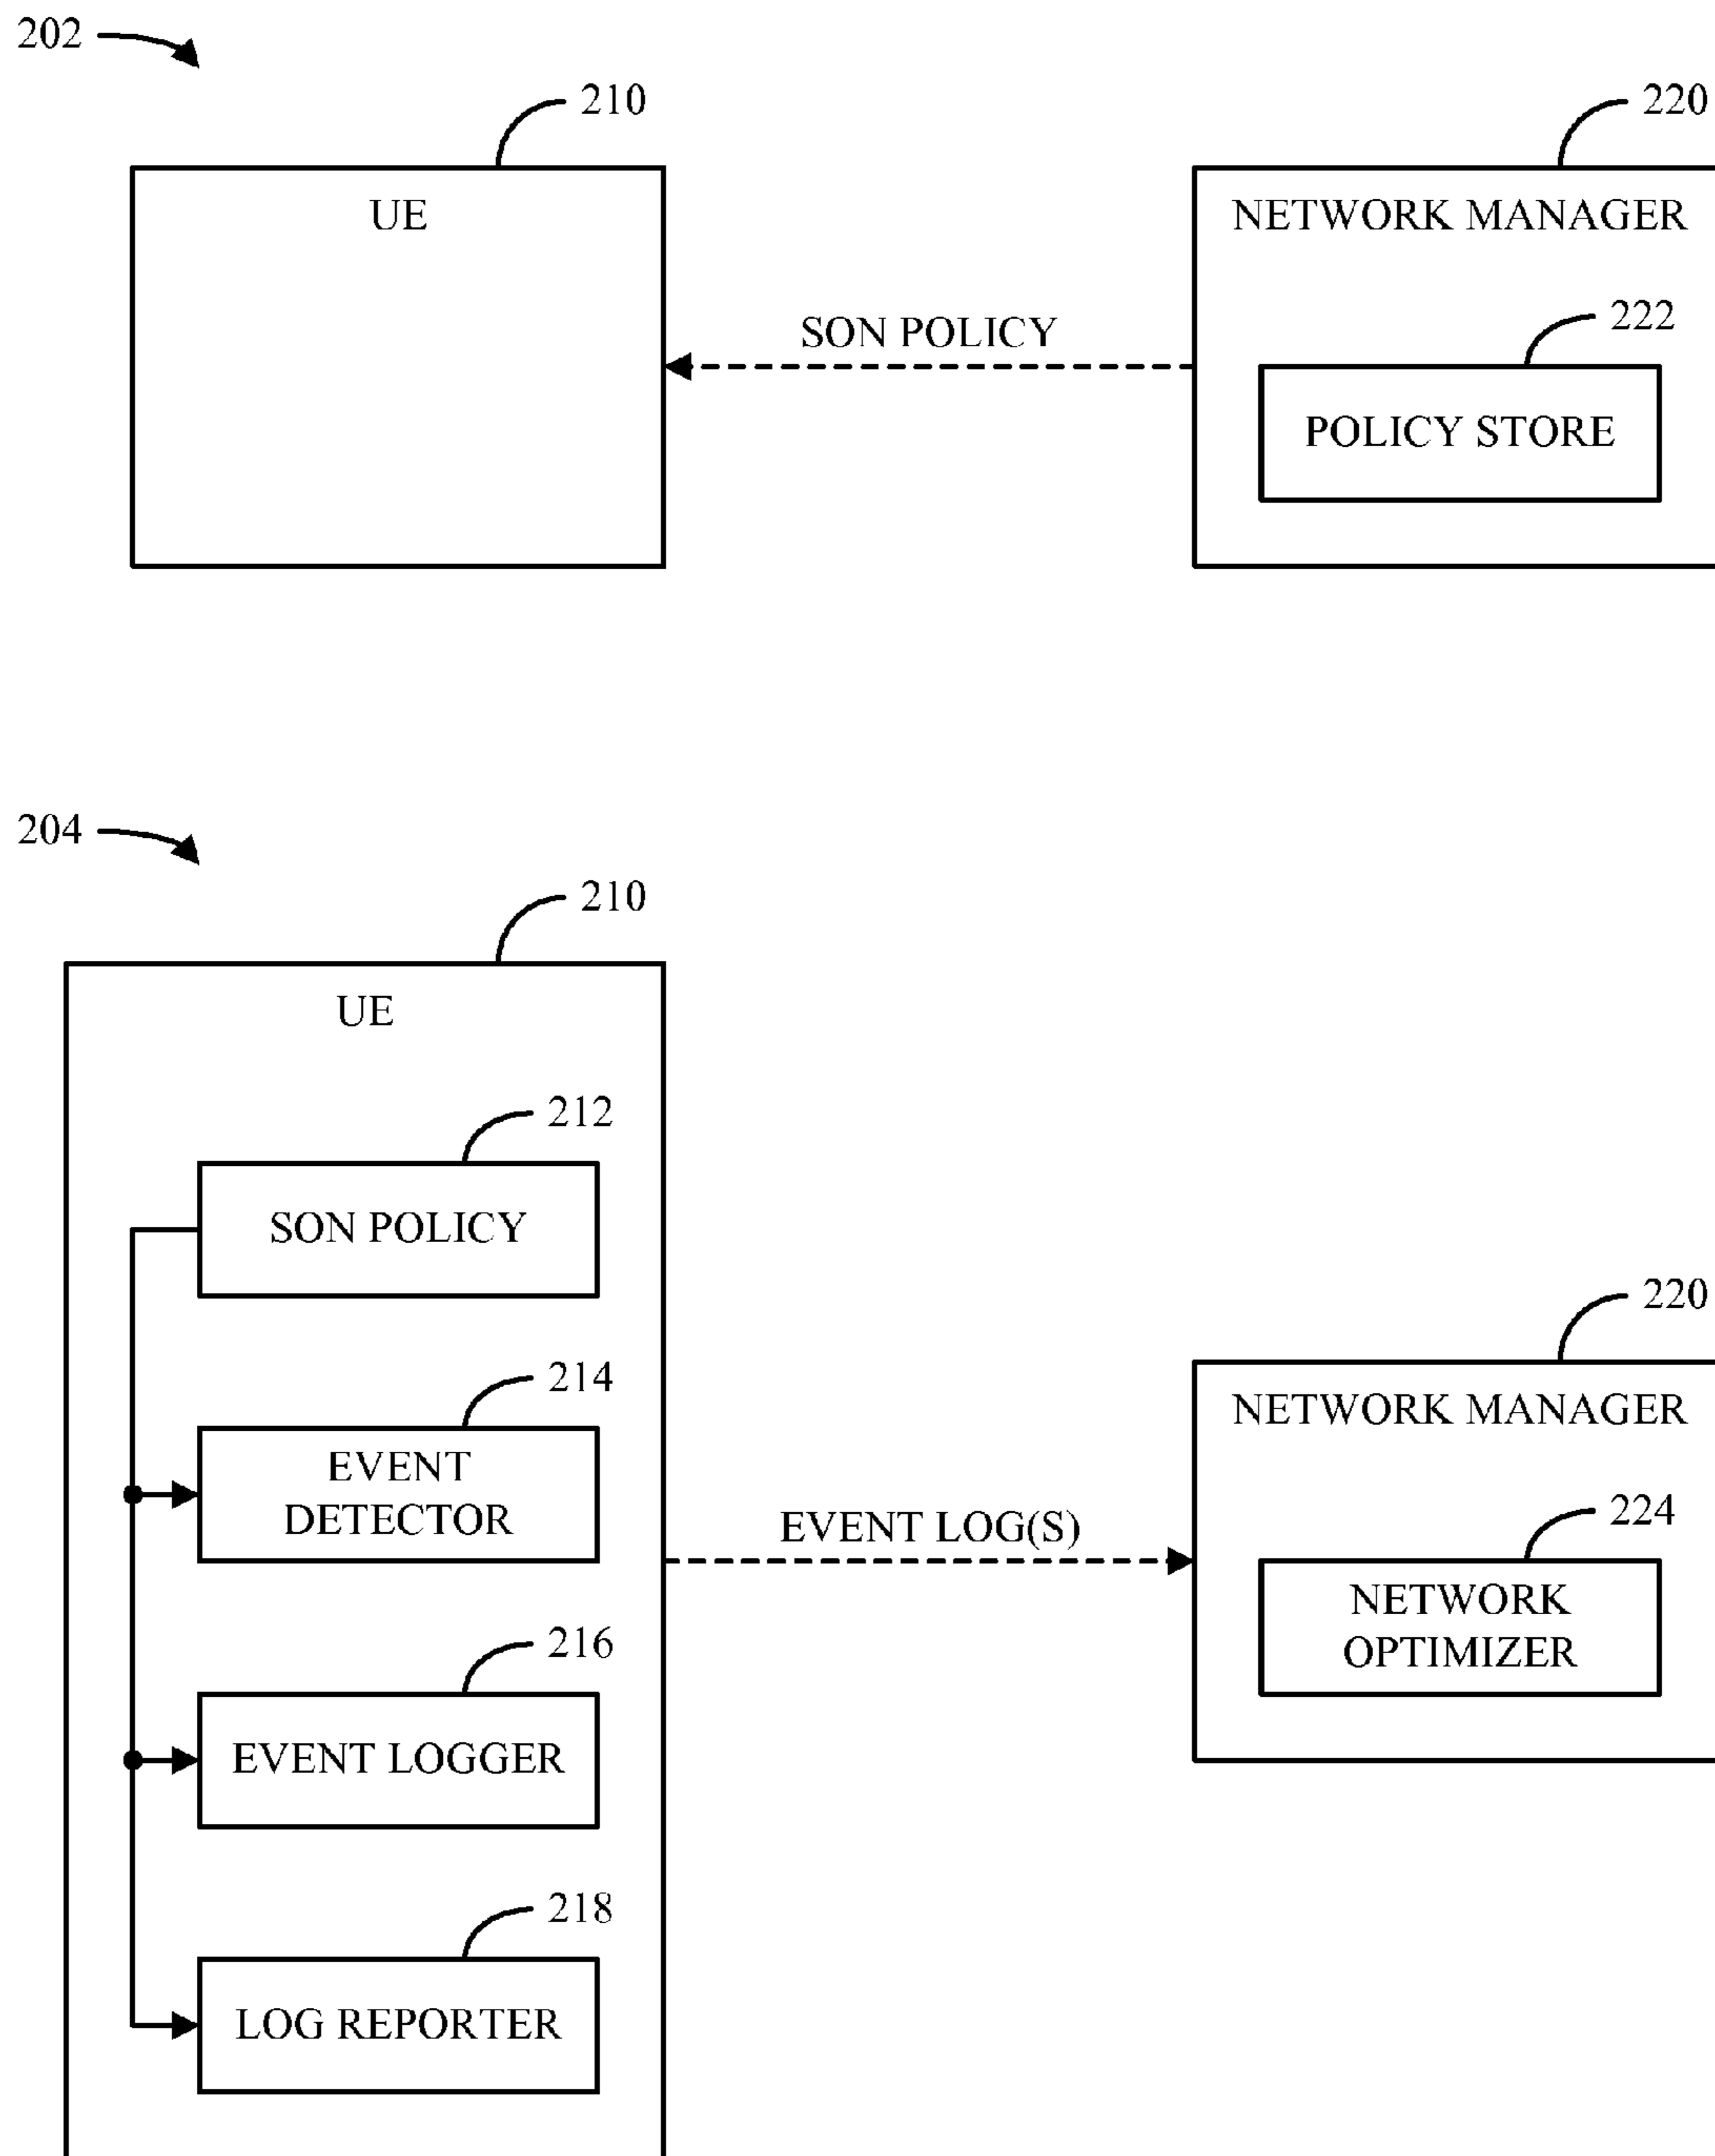 202
210
220
UE
NETWORK MANAGER
SON POLICY
222
POLICY STORE
204
210
UE
212
SON POLICY
220
214
NETWORK MANAGER
EVENT
DETECTOR
EVENT LOG(S)
224
NETWORK
OPTIMIZER
216
EVENT LOGGER
218
LOG REPORTER